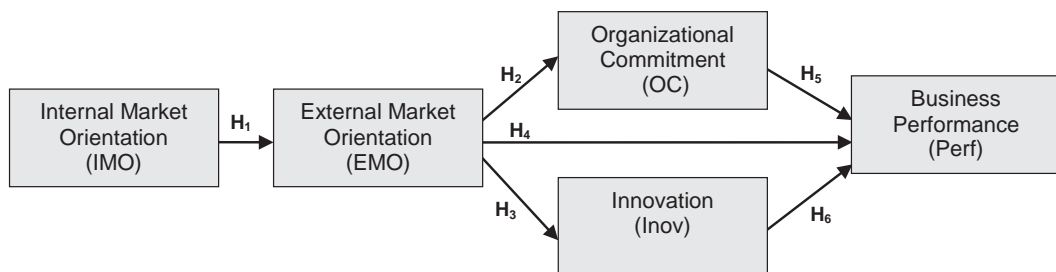 Internal Market
Orientation
(IMO)
H₁
External Market
Orientation
(EMO)
H₂
H₄
H₃
Organizational
Commitment
(OC)
Innovation
(Inov)
H₅
H₆
Business
Performance
(Perf)